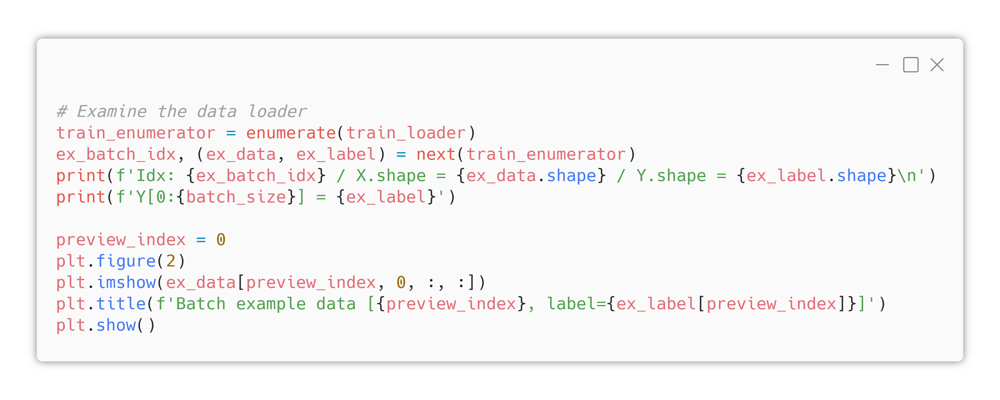 # Examine the data loader
train_enumerator = enumerate(train_loader)
ex_batch_idx, (ex_data, ex_label) = next(train_enumerator)
print(f'Idx: {ex_batch_idx} / X.shape = {ex_data.shape} / Y.shape = {ex_label.shape}\n')
print(f'Y[0:{batch_size}] = {ex_label}')

preview_index = 0
plt.figure(2)
plt.imshow(ex_data[preview_index, 0, :, :])
plt.title(f'Batch example data [{preview_index}, label={ex_label[preview_index]}]')
plt.show()